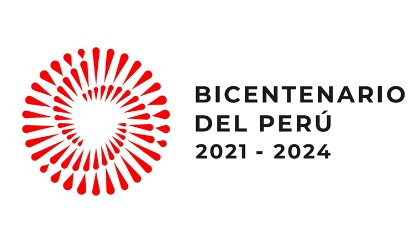 BICENTENARIO
DEL PERÚ
2021 - 2024